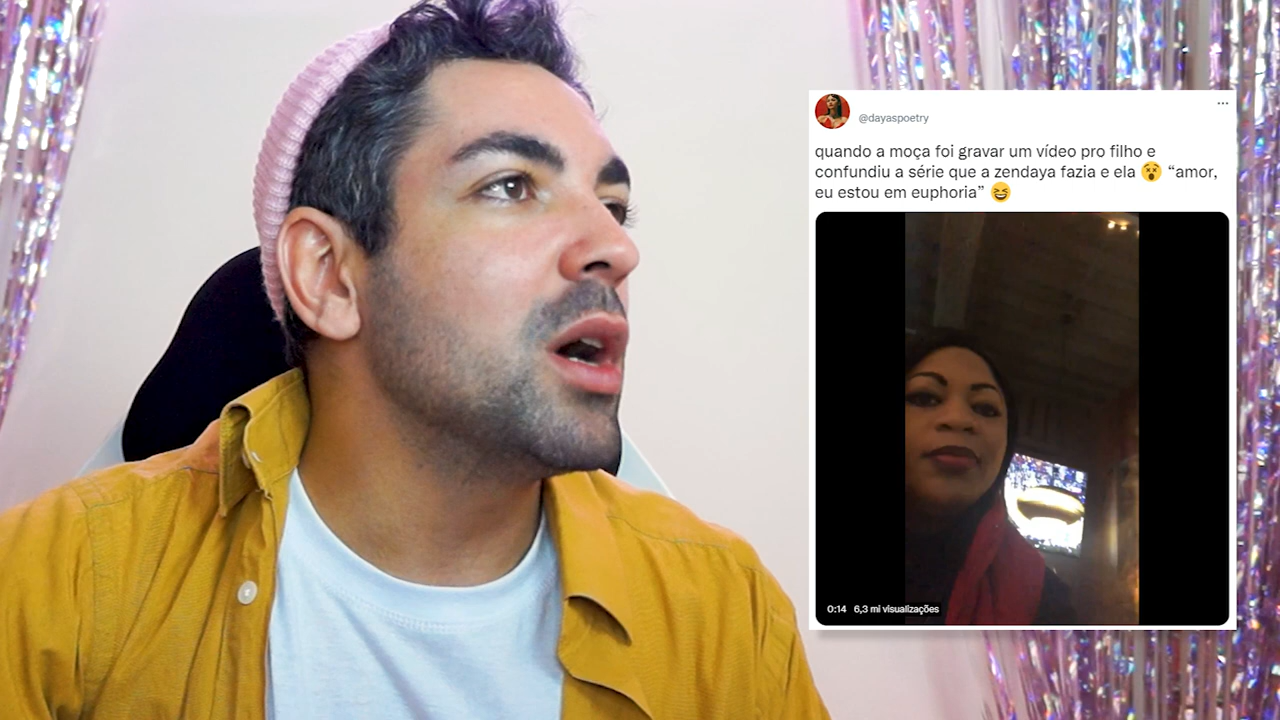 @dayaspoetry
quando a moça foi gravar um vídeo pro filho e
confundiu a série que a zendaya fazia e ela 😵 “amor,
eu estou em euphoria” 😆
0:14 6,3 mi visualizações